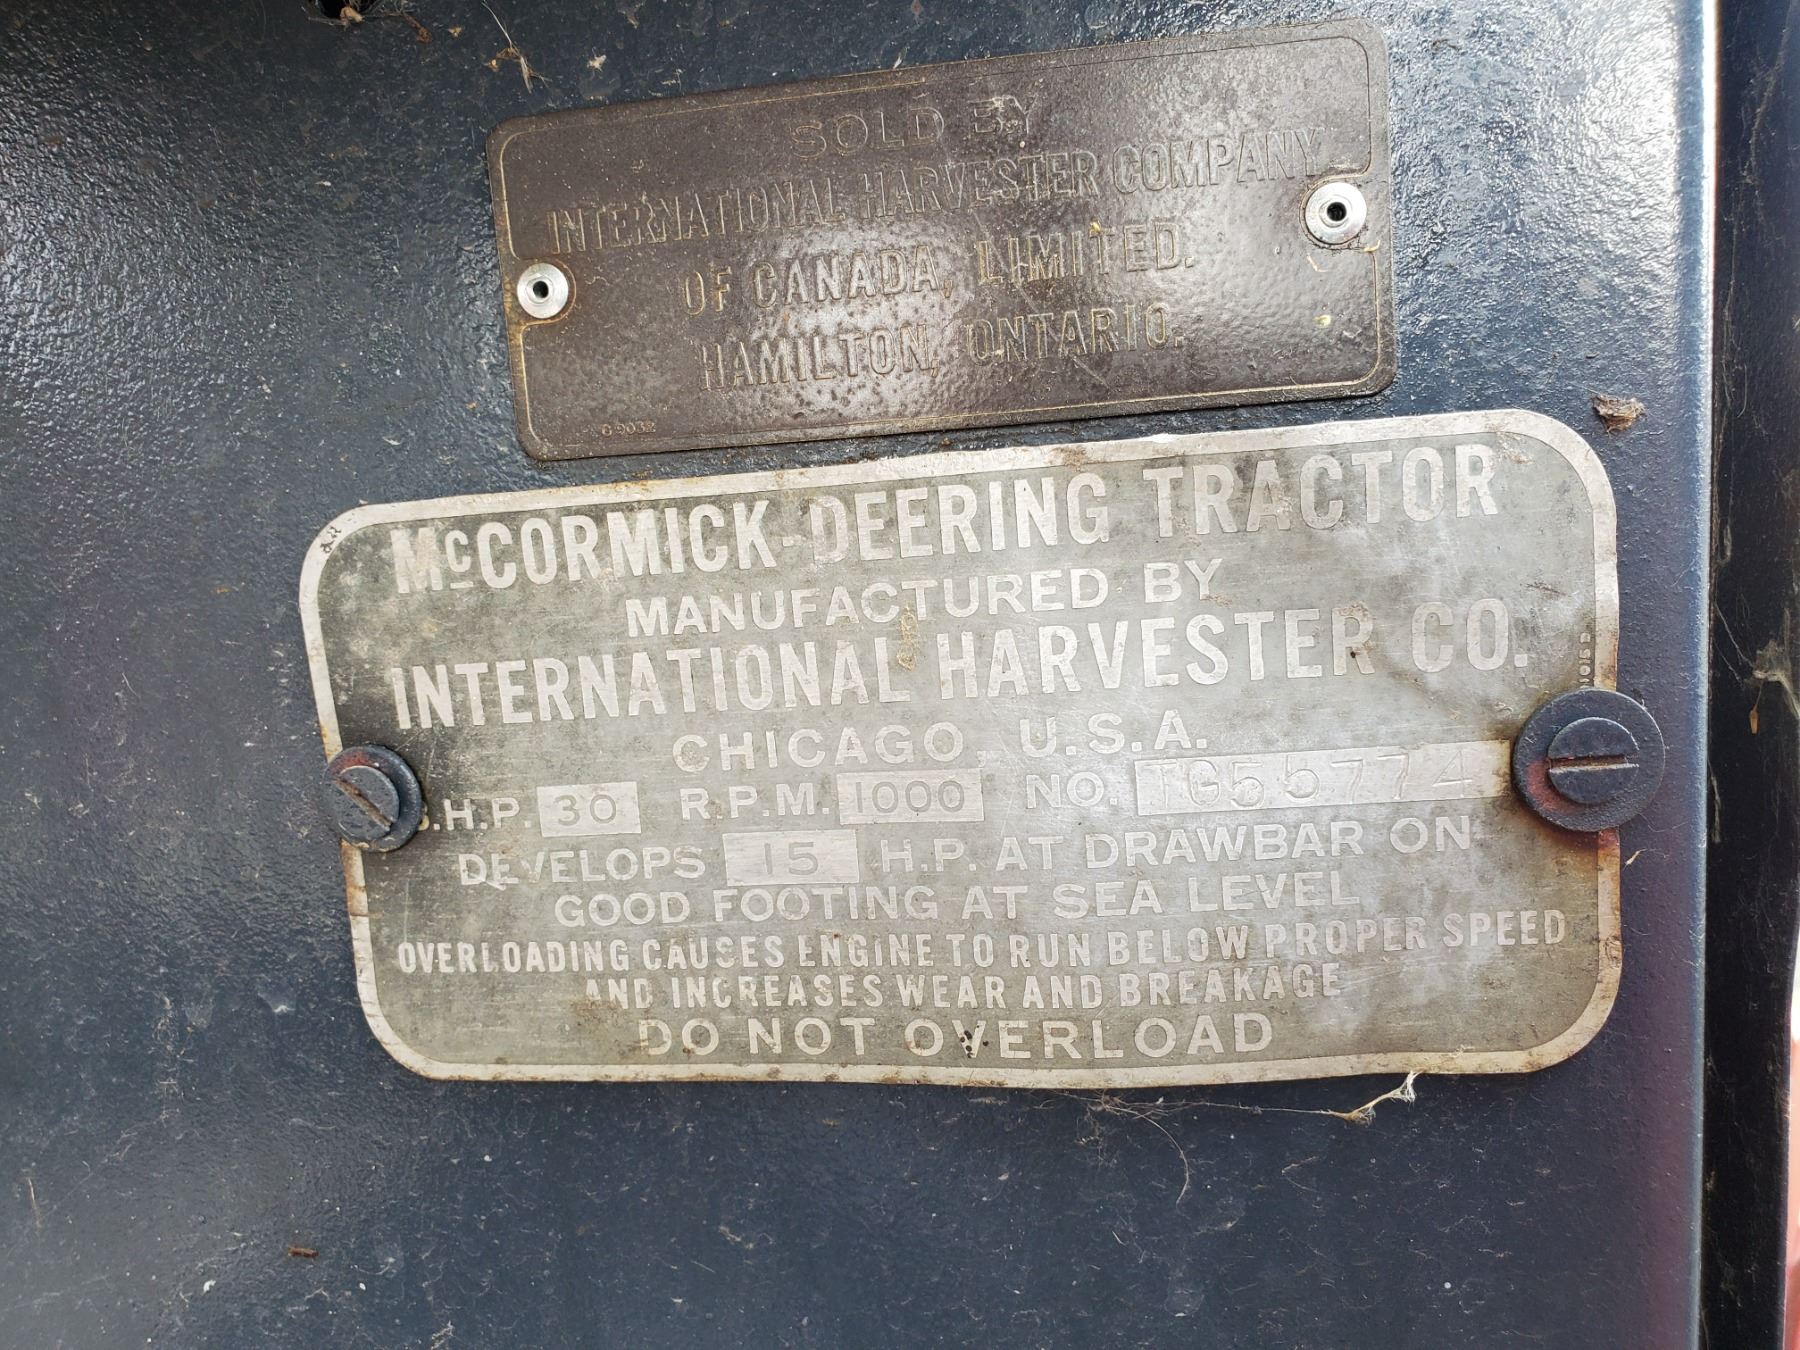 SOLD BY
INTERNATIONAL HARVESTER COMPANY
OF CANADA, LIMITED.
HAMILTON, ONTARIO.
G 9032
McCORMICK-DEERING TRACTOR
MANUFACTURED BY
INTERNATIONAL HARVESTER CO.
CHICAGO U.S.A.
.H.P. 30 R.P.M. 1000 NO. TG55774
DEVELOPS 15 H.P. AT DRAWBAR ON
GOOD FOOTING AT SEA LEVEL
OVERLOADING CAUSES ENGINE TO RUN BELOW PROPER SPEED
AND INCREASES WEAR AND BREAKAGE
DO NOT OVERLOAD